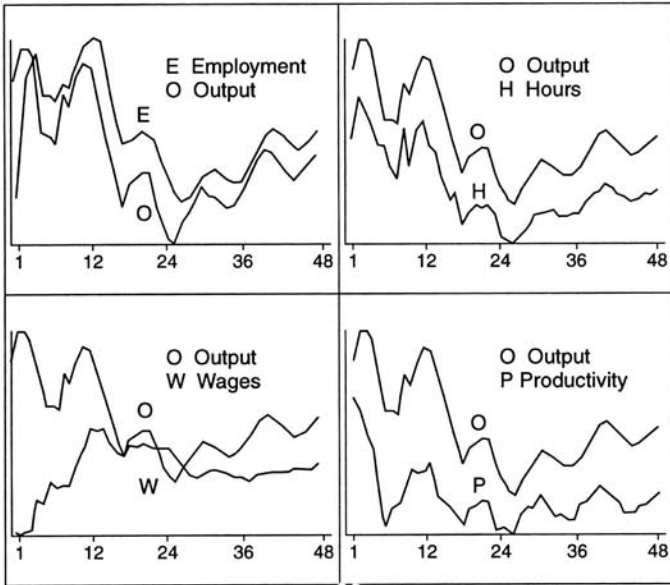 E Employment
O Output
E
O
1 12 24 36 48
O Output
H Hours
O
H
1 12 24 36 48
O Output
W Wages
O
W
1 12 24 36 48
O Output
P Productivity
O
P
1 12 24 36 48